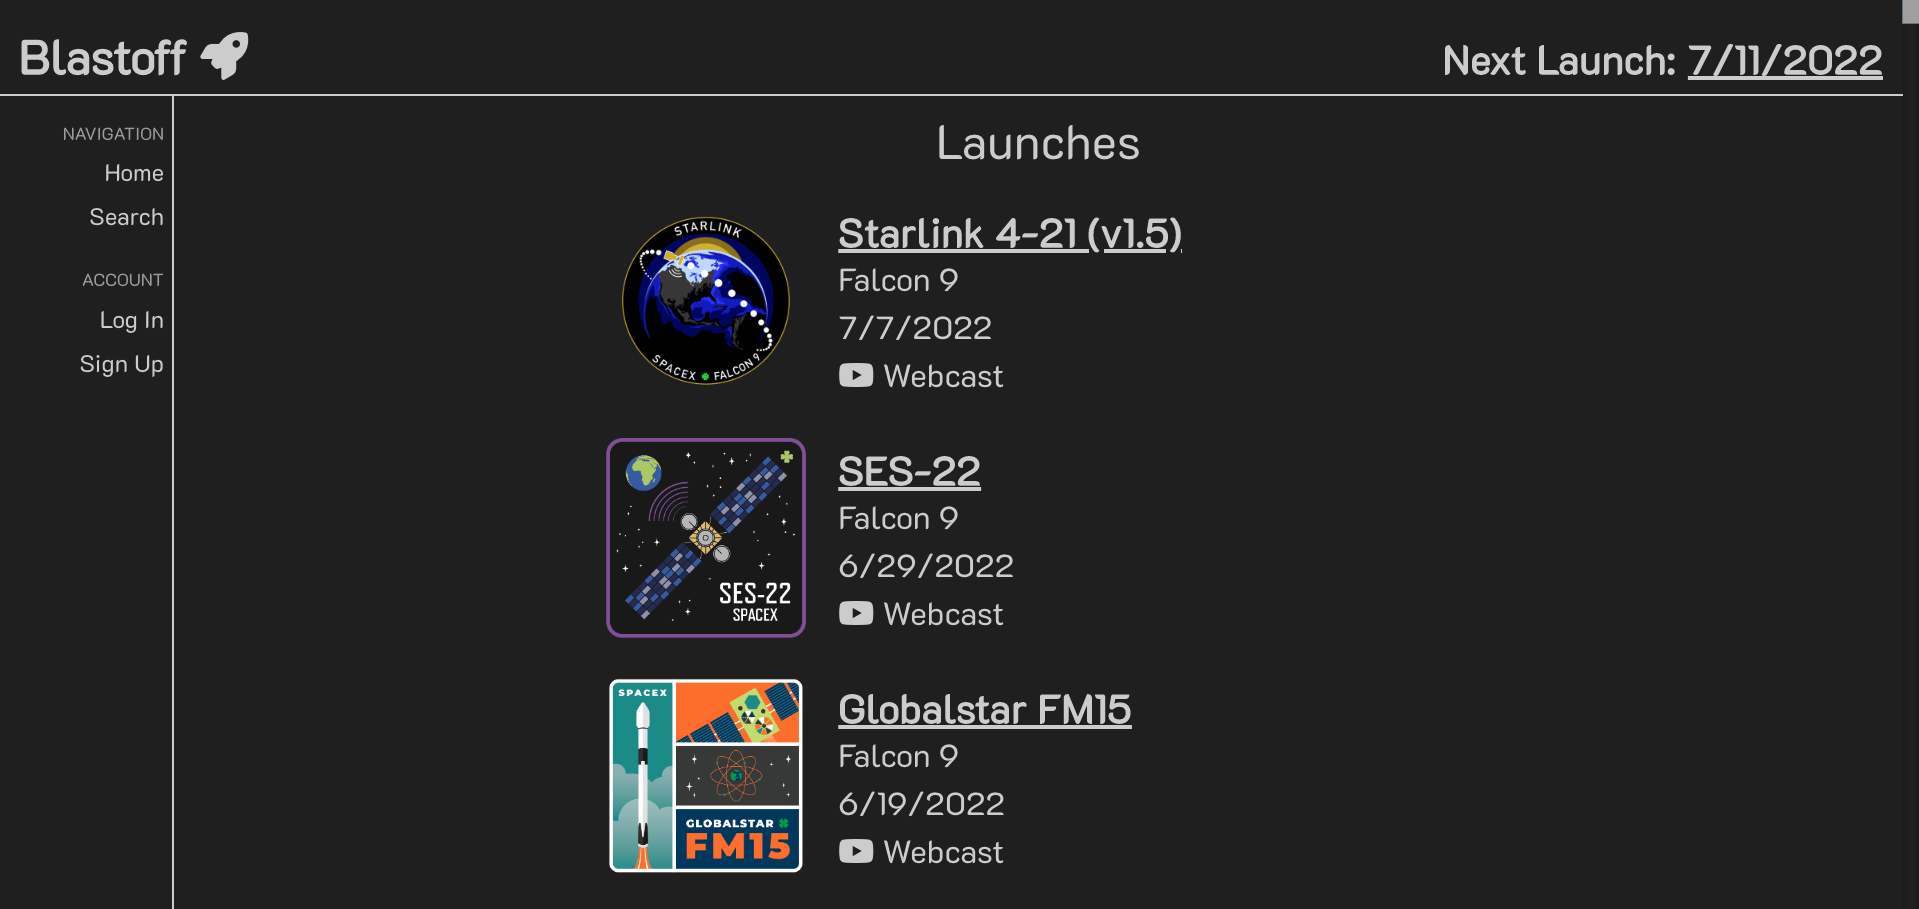 Blastoff
Next Launch: 7/11/2022
NAVIGATION
Home
Search
ACCOUNT
Log In
Sign Up
Launches
STARLINK
SPACEX FALCON 9
Starlink 4-21 (v1.5)
Falcon 9
7/7/2022
Webcast
SES-22
SPACEX
SES-22
Falcon 9
6/29/2022
Webcast
SPACEX
GLOBALSTAR
FM15
Globalstar FM15
Falcon 9
6/19/2022
Webcast